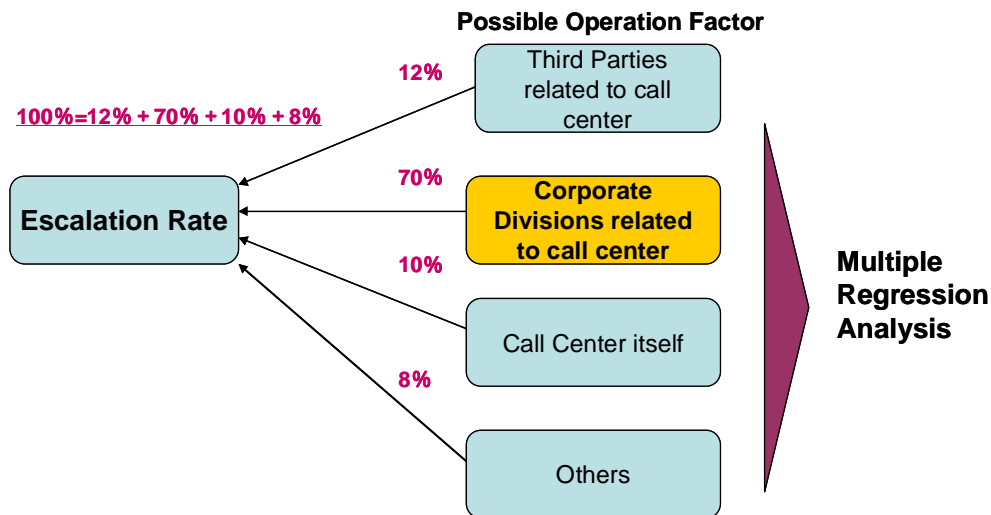 Possible Operation Factor
12%
Third Parties
related to call
center
100%=12% + 70% + 10% + 8%
70%
Escalation Rate
Corporate
Divisions related
to call center
10%
Multiple
Regression
Analysis
Call Center itself
8%
Others